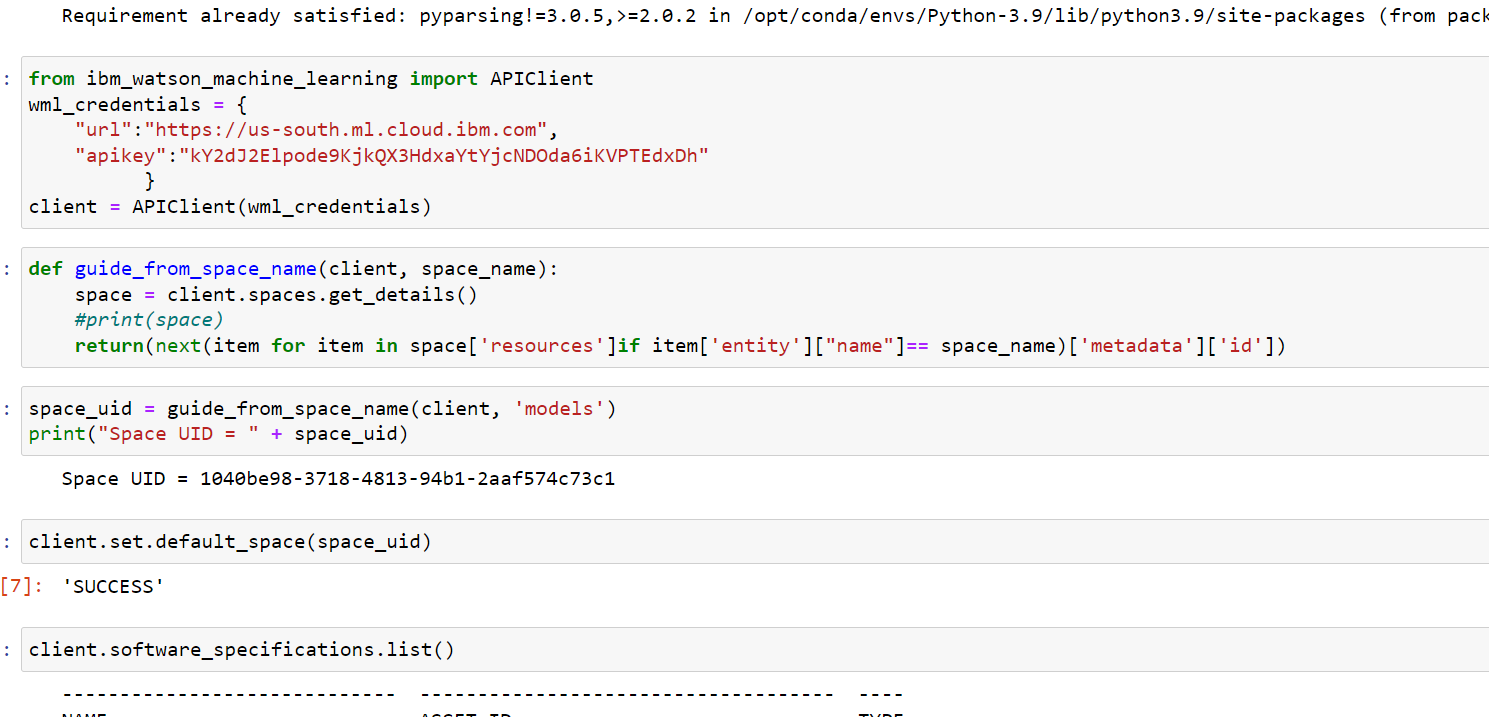 Requirement already satisfied: pyparsing!=3.0.5,>=2.0.2 in /opt/conda/envs/Python-3.9/lib/python3.9/site-packages (from pack
: from ibm_watson_machine_learning import APIClient
wml_credentials = {
    "url":"https://us-south.ml.cloud.ibm.com",
    "apikey":"kY2dJ2Elpode9KjkQX3HdxaYtYjcNDOda6iKVPTEdxDh"
          }
client = APIClient(wml_credentials)
: def guide_from_space_name(client, space_name):
    space = client.spaces.get_details()
    #print(space)
    return(next(item for item in space['resources']if item['entity']["name"]== space_name)['metadata']['id'])
: space_uid = guide_from_space_name(client, 'models')
print("Space UID = " + space_uid)
Space UID = 1040be98-3718-4813-94b1-2aaf574c73c1
: client.set.default_space(space_uid)
[7]: 'SUCCESS'
: client.software_specifications.list()
----------------------------- ------------------------------------ ----
NAME ASSET_ID TYPE